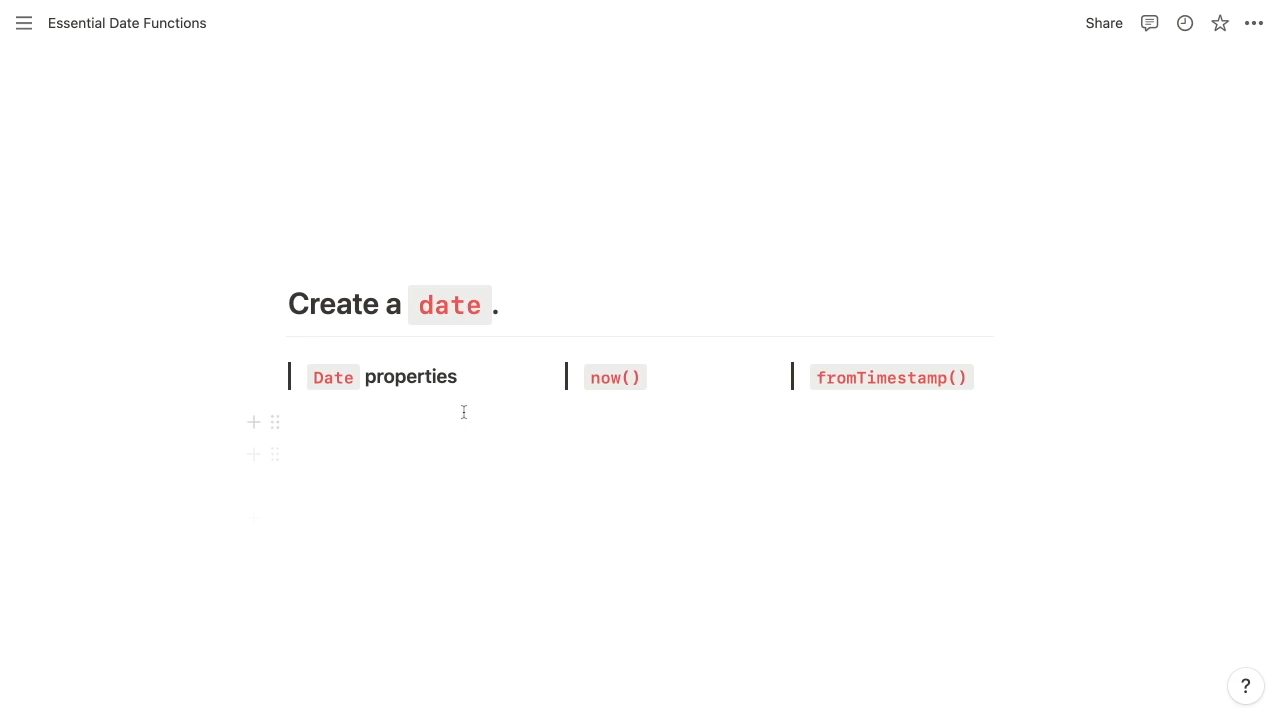 Essential Date Functions
Share
Create a date.
Date properties
now()
fromTimestamp()
?